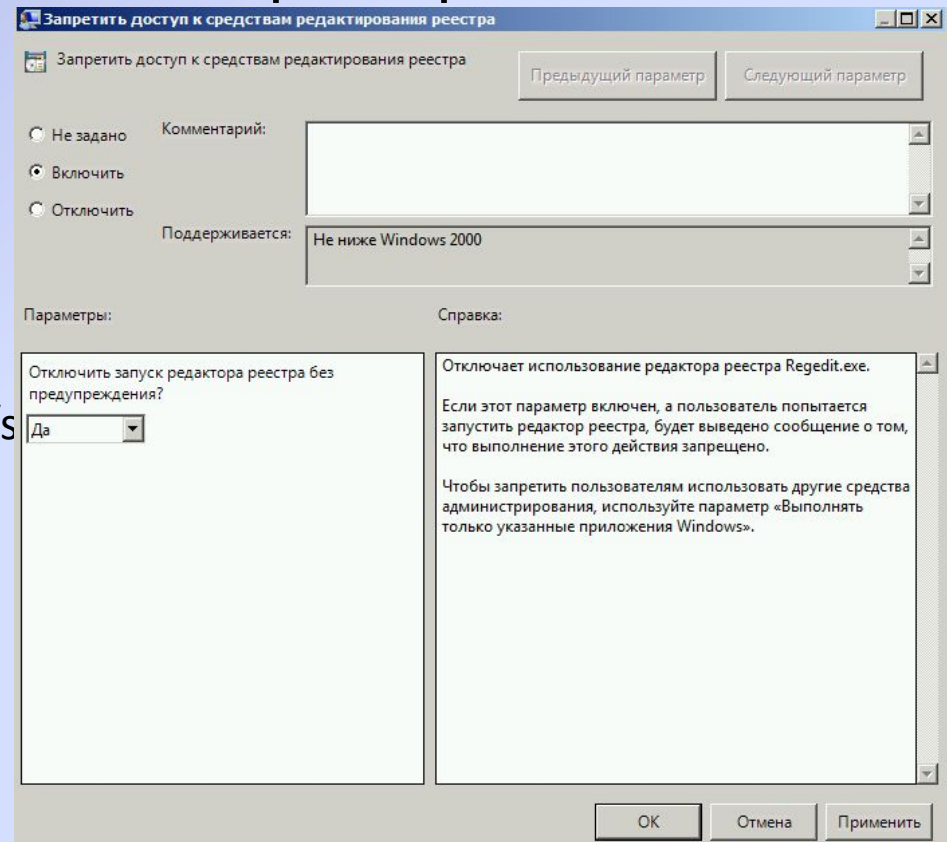 Запретить доступ к средствам редактирования реестра
Запретить доступ к средствам редактирования реестра
Предыдущий параметр
Следующий параметр
Не задано
Комментарий:
Включить
Отключить
Поддерживается:
Не ниже Windows 2000
Параметры:
Справка:
Отключить запуск редактора реестра без
предупреждения?
Да
Отключает использование редактора реестра Regedit.exe.
Если этот параметр включен, а пользователь попытается
запустить редактор реестра, будет выведено сообщение о том,
что выполнение этого действия запрещено.
Чтобы запретить пользователям использовать другие средства
администрирования, используйте параметр «Выполнять
только указанные приложения Windows».
OK
Отмена
Применить